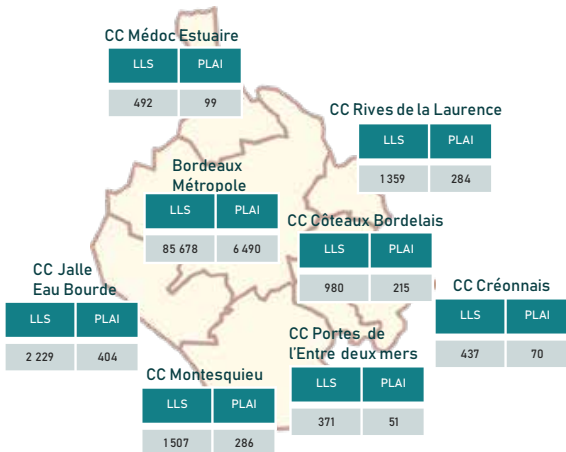 CC Médoc Estuaire
LLS PLAI
492 99
CC Rives de la Laurence
LLS PLAI
1 359 284
Bordeaux
Métropole
LLS PLAI
85 678 6 490
CC Côteaux Bordelais
LLS PLAI
980 215
CC Jalle
Eau Bourde
LLS PLAI
2 229 404
CC Créonnais
LLS PLAI
437 70
CC Portes de
l'Entre deux mers
LLS PLAI
371 51
CC Montesquieu
LLS PLAI
1 507 286